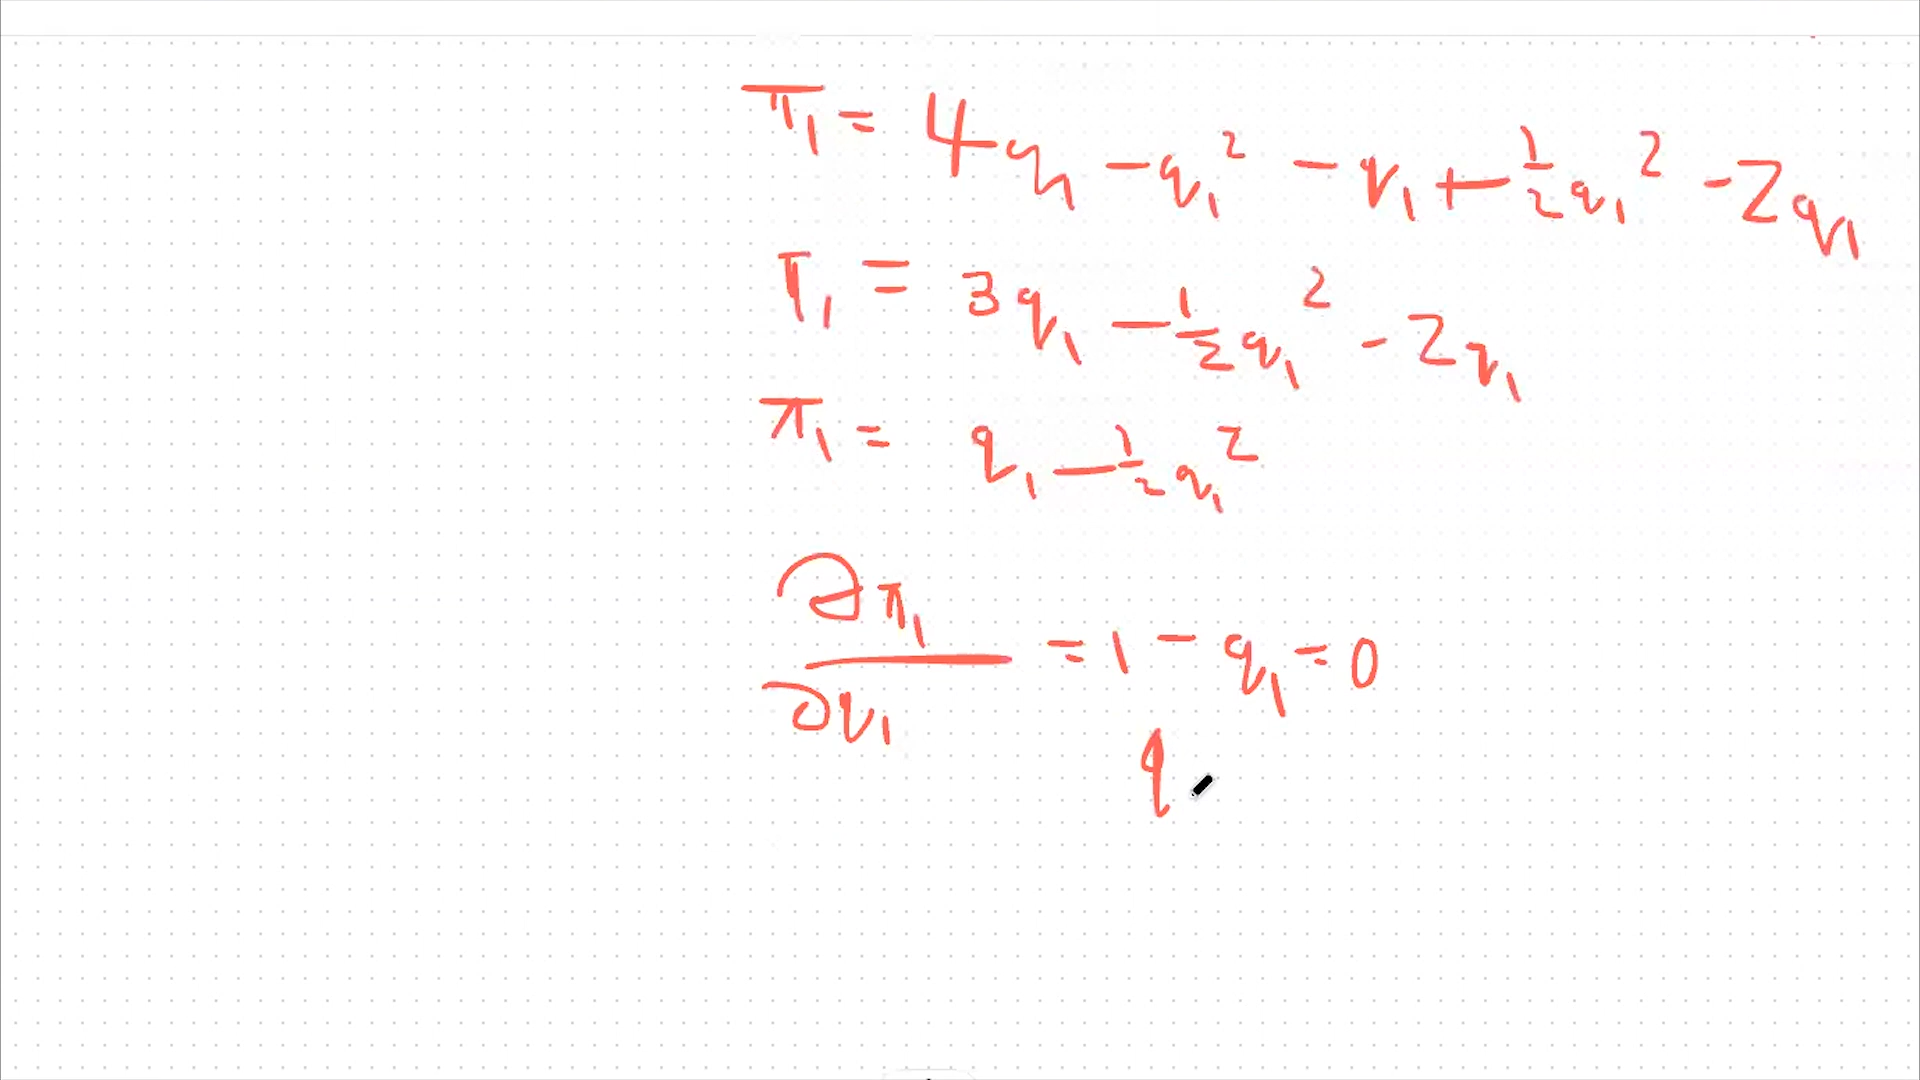 π₁ = 4q₁ − q₁² − q₁ + ½q₁² − 2q₁
π₁ = 3q₁ − ½q₁² − 2q₁
π₁ = q₁ − ½q₁²
∂π₁/∂q₁ = 1 − q₁ = 0
q